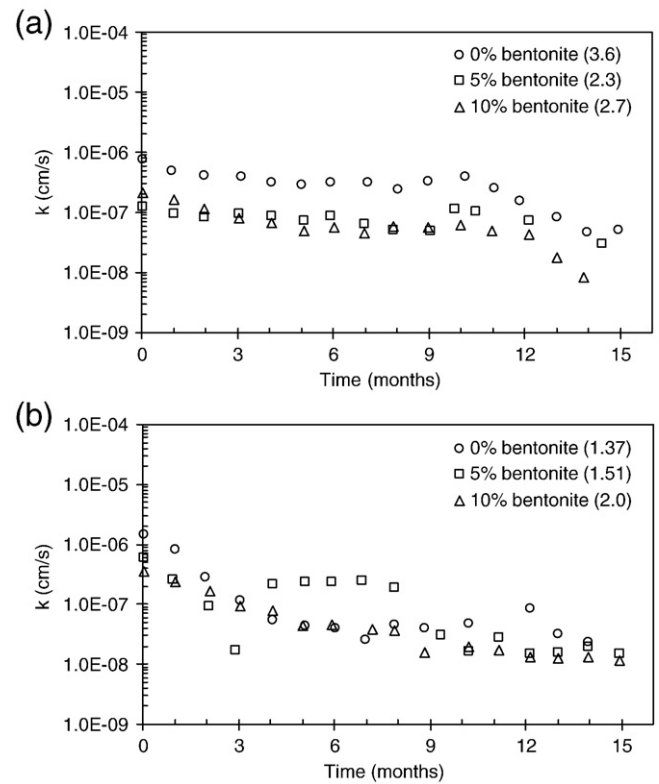 (a)
1.0E-04
1.0E-05
1.0E-06
1.0E-07
1.0E-08
1.0E-09
k (cm/s)
0% bentonite (3.6)
5% bentonite (2.3)
10% bentonite (2.7)
0 3 6 9 12 15
Time (months)
(b)
1.0E-04
1.0E-05
1.0E-06
1.0E-07
1.0E-08
1.0E-09
k (cm/s)
0% bentonite (1.37)
5% bentonite (1.51)
10% bentonite (2.0)
0 3 6 9 12 15
Time (months)